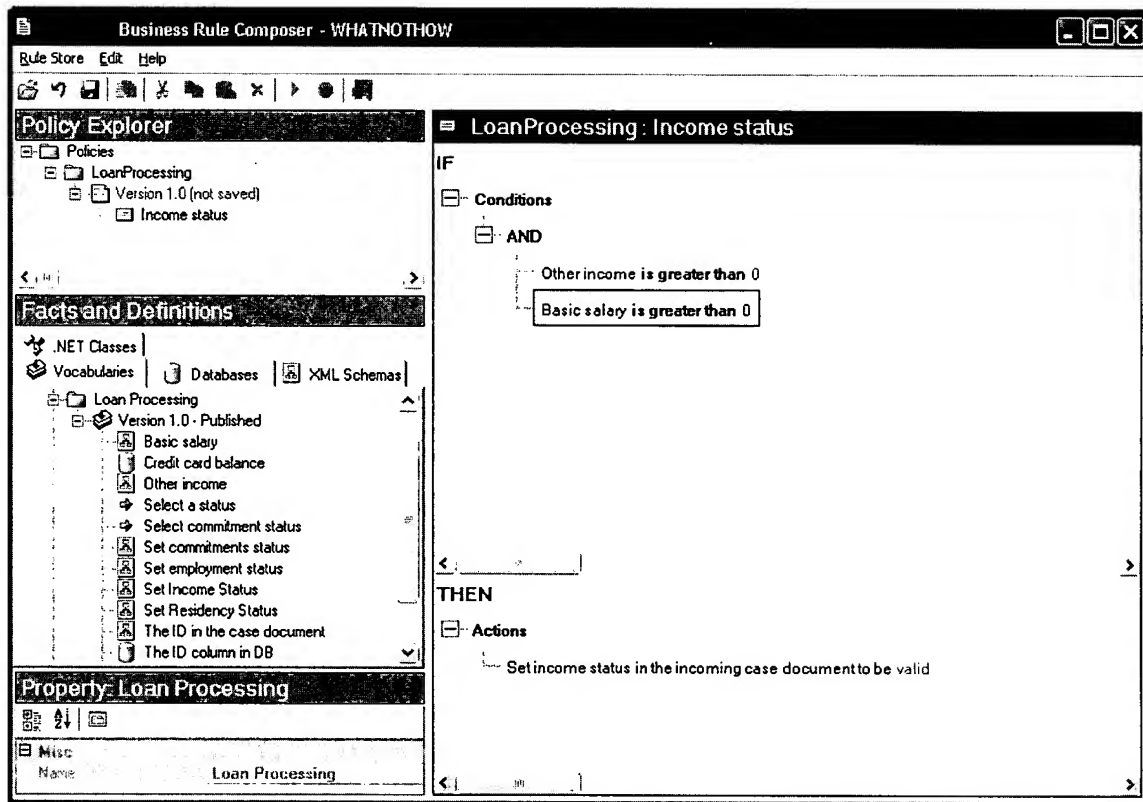 Business Rule Composer - WHATNOTHOW
Rule Store Edit Help
Policy Explorer
Policies
LoanProcessing
Version 1.0 (not saved)
Income status
Facts and Definitions
.NET Classes
Vocabularies Databases XML Schemas
Loan Processing
Version 1.0 - Published
Basic salary
Credit card balance
Other income
Select a status
Select commitment status
Set commitments status
Set employment status
Set Income Status
Set Residency Status
The ID in the case document
The ID column in DB
Property: Loan Processing
Misc
Name Loan Processing
LoanProcessing : Income status
IF
Conditions
AND
Other income is greater than 0
Basic salary is greater than 0
THEN
Actions
Set income status in the incoming case document to be valid